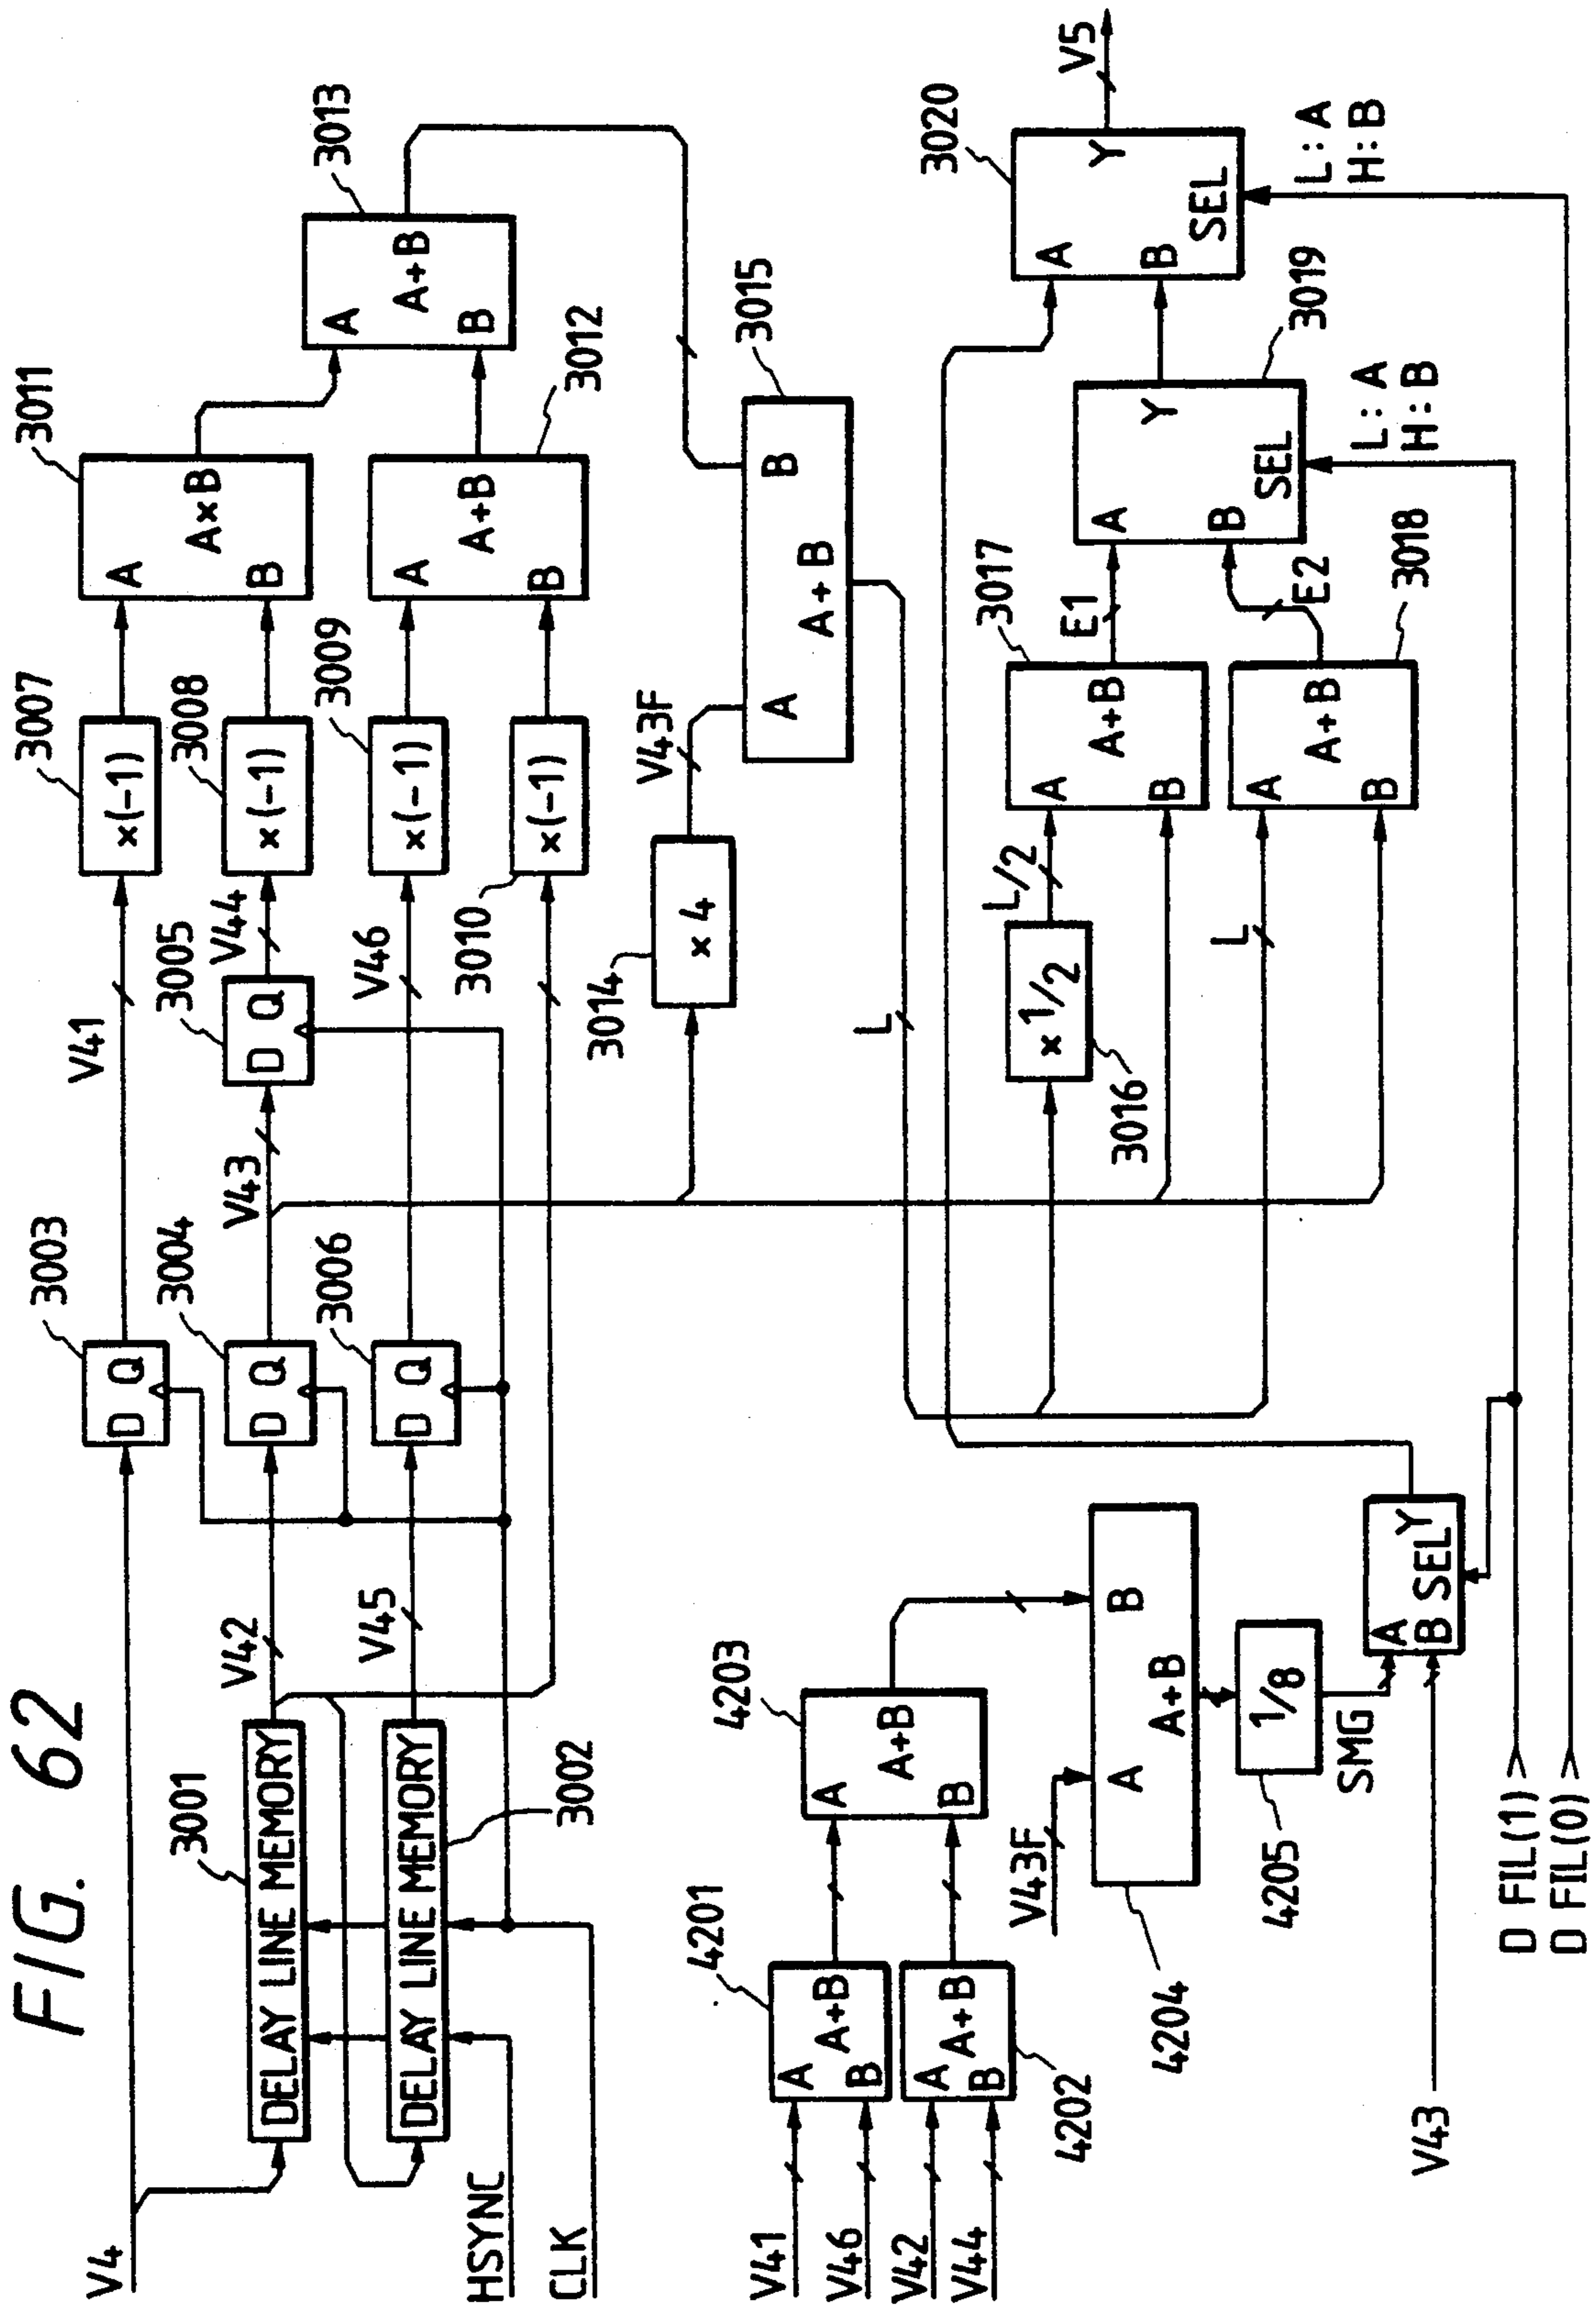 FIG. 62
V4
HSYNC
CLK
3001
DELAY LINE MEMORY
DELAY LINE MEMORY
3002
V42
V45
3003
D Q
3004
D Q
3006
D Q
V41
V43
3005
D Q
V44
V46
3007
×(−1)
3008
×(−1)
3009
×(−1)
3010
×(−1)
3011
A
B
A×B
3012
A
B
A+B
3013
A
B
A+B
3014
×4
V43F
3015
A
B
A+B
L
3016
×1/2
L/2
L
3017
A
B
A+B
E1
3018
A
B
A+B
E2
3019
A
B
Y
SEL
L:A
H:B
3020
A
B
Y
SEL
L:A
H:B
V5
V41
V46
V42
V44
4201
A
B
A+B
4202
A
B
A+B
4203
A
B
A+B
V43F
4204
A
B
A+B
4205
1/8
SMG
V43
A
B
Y
SEL
D FIL(1)
D FIL(0)